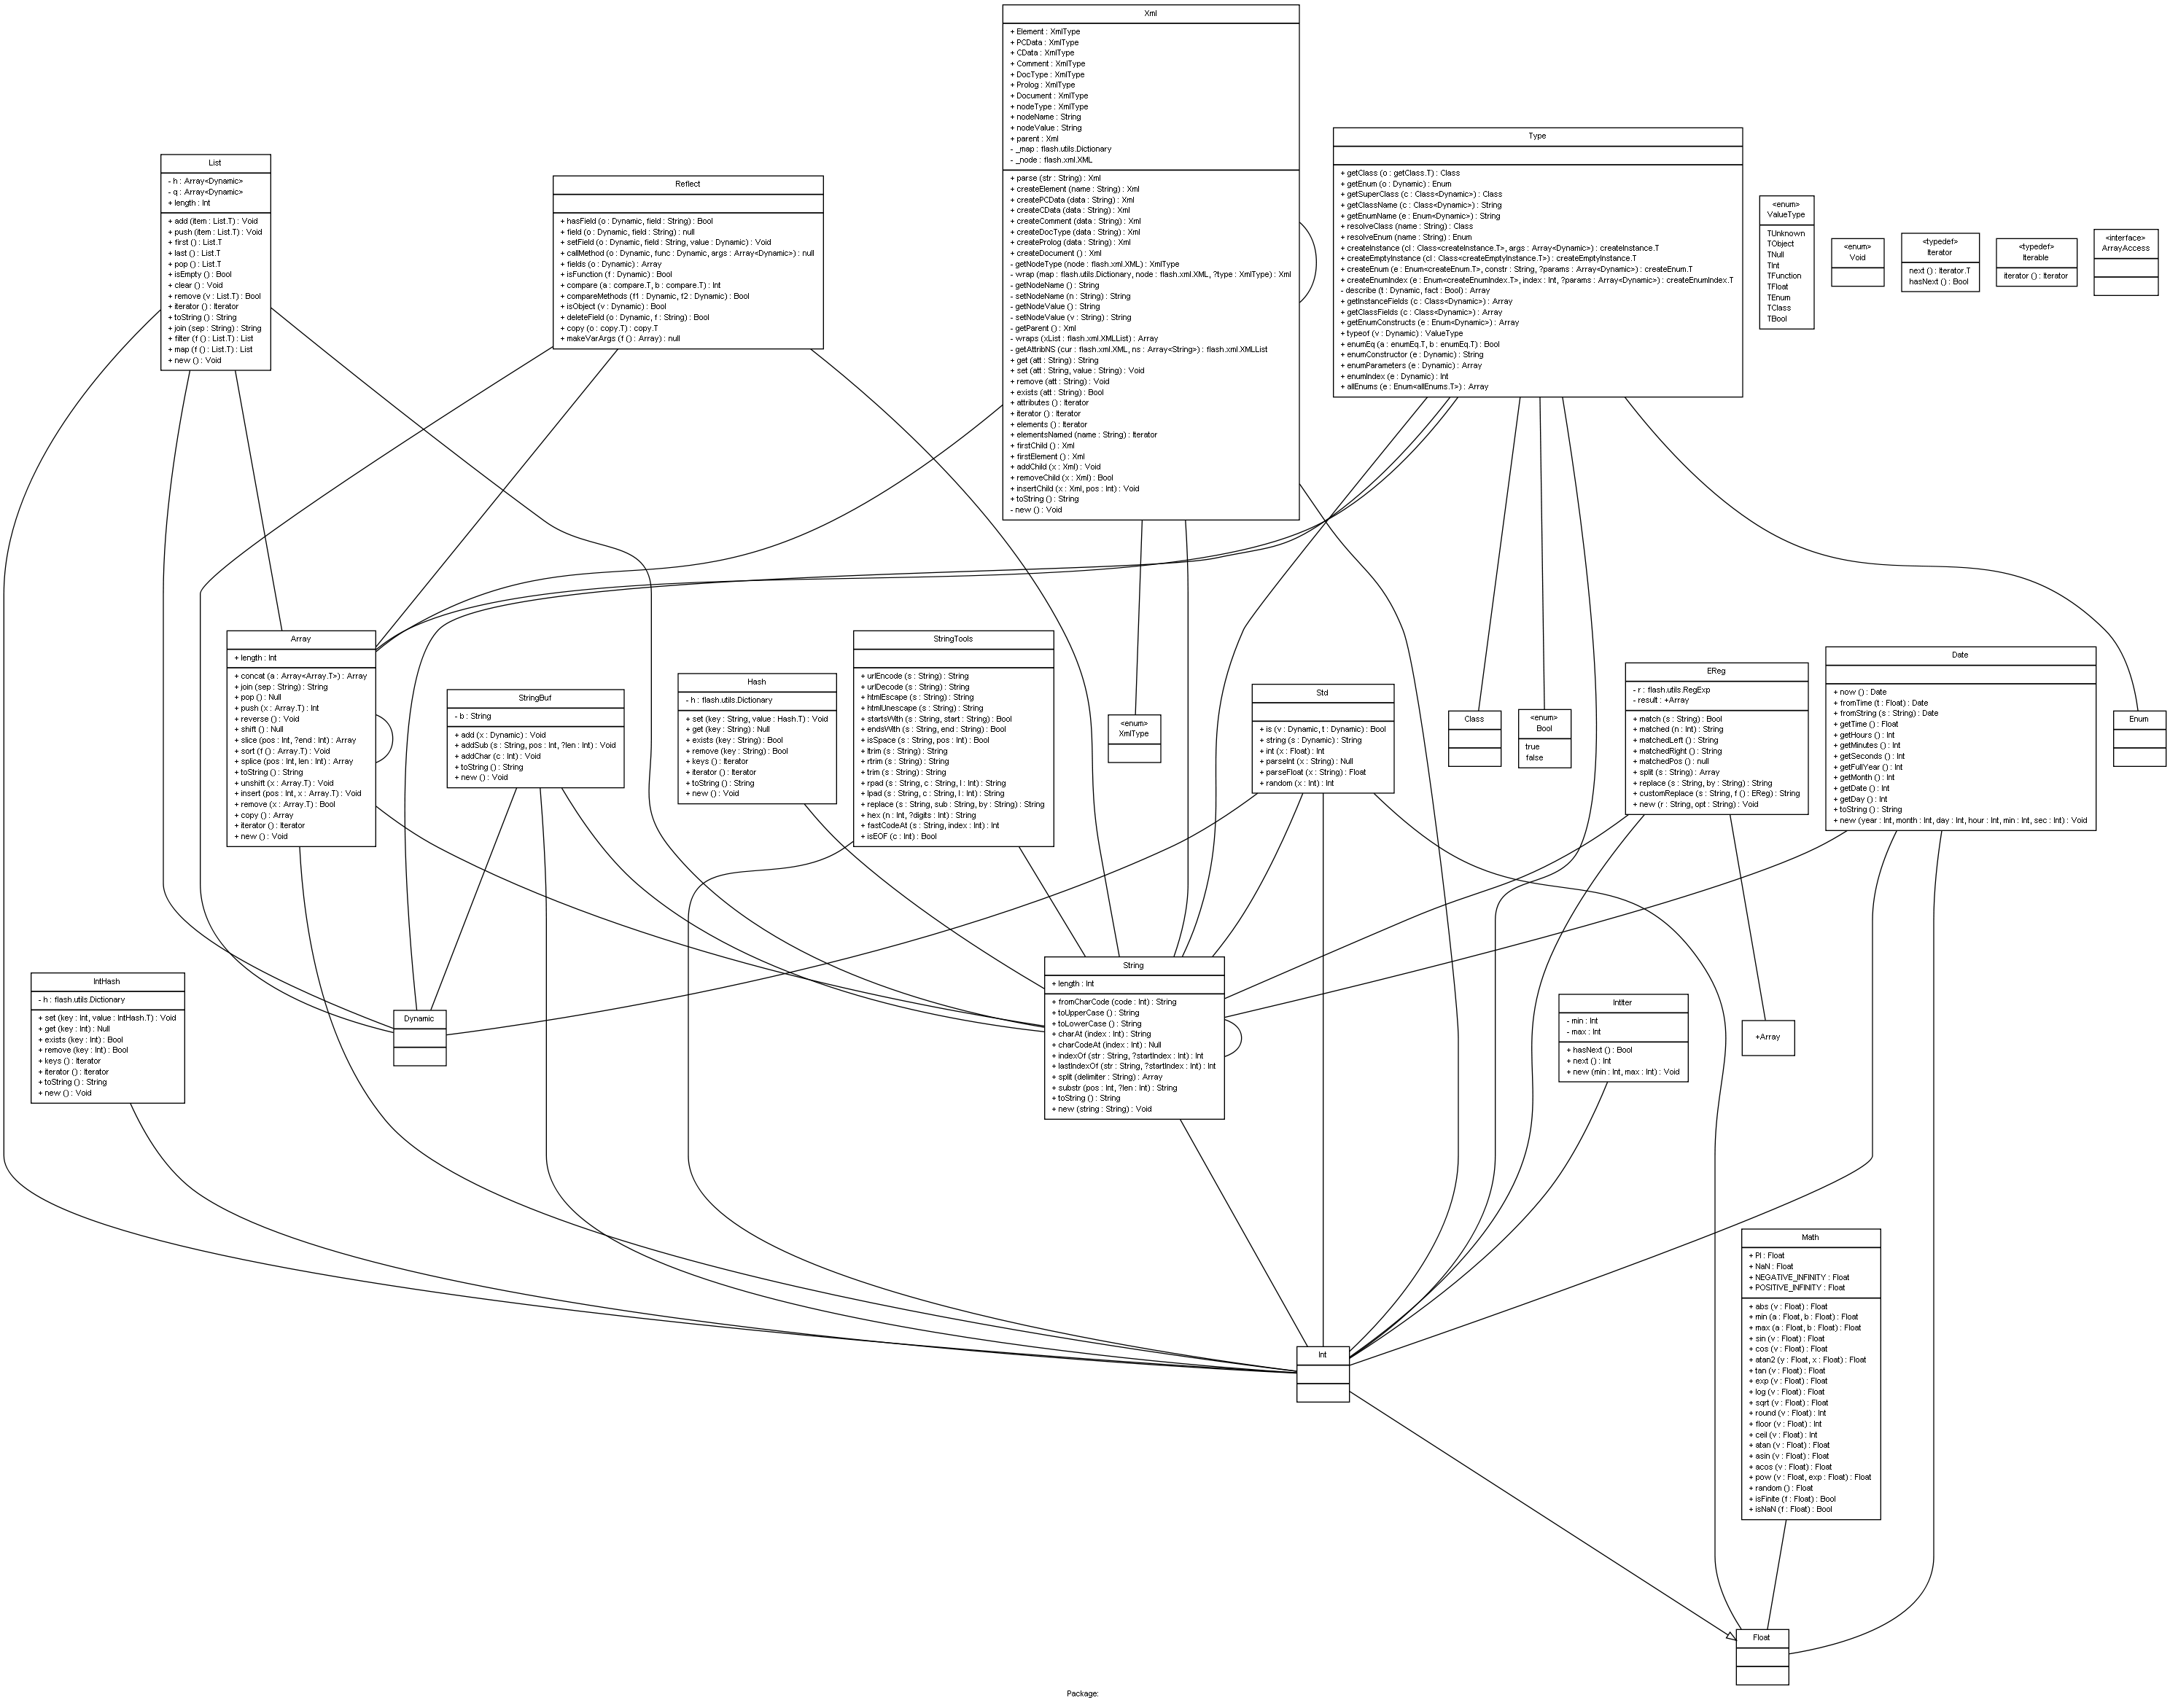 Xml
+ Element : XmlType
+ PCData : XmlType
+ CData : XmlType
+ Comment : XmlType
+ DocType : XmlType
+ Prolog : XmlType
+ Document : XmlType
+ nodeType : XmlType
+ nodeName : String
+ nodeValue : String
+ parent : Xml
- _map : flash.utils.Dictionary
- _node : flash.xml.XML
+ parse (str : String) : Xml
+ createElement (name : String) : Xml
+ createPCData (data : String) : Xml
+ createCData (data : String) : Xml
+ createComment (data : String) : Xml
+ createDocType (data : String) : Xml
+ createProlog (data : String) : Xml
+ createDocument () : Xml
- getNodeType (node : flash.xml.XML) : XmlType
- wrap (map : flash.utils.Dictionary, node : flash.xml.XML, ?type : XmlType) : Xml
- getNodeName () : String
- setNodeName (n : String) : String
- getNodeValue () : String
- setNodeValue (v : String) : String
- getParent () : Xml
- wraps (xList : flash.xml.XMLList) : Array
- getAttribNS (cur : flash.xml.XML, ns : Array<String>) : flash.xml.XMLList
+ get (att : String) : String
+ set (att : String, value : String) : Void
+ remove (att : String) : Void
+ exists (att : String) : Bool
+ attributes () : Iterator
+ iterator () : Iterator
+ elements () : Iterator
+ elementsNamed (name : String) : Iterator
+ firstChild () : Xml
+ firstElement () : Xml
+ addChild (x : Xml) : Void
+ removeChild (x : Xml) : Bool
+ insertChild (x : Xml, pos : Int) : Void
+ toString () : String
- new () : Void
Type
+ getClass (o : getClass.T) : Class
+ getEnum (o : Dynamic) : Enum
+ getSuperClass (c : Class<Dynamic>) : Class
+ getClassName (c : Class<Dynamic>) : String
+ getEnumName (e : Enum<Dynamic>) : String
+ resolveClass (name : String) : Class
+ resolveEnum (name : String) : Enum
+ createInstance (cl : Class<createInstance.T>, args : Array<Dynamic>) : createInstance.T
+ createEmptyInstance (cl : Class<createEmptyInstance.T>) : createEmptyInstance.T
+ createEnum (e : Enum<createEnum.T>, constr : String, ?params : Array<Dynamic>) : createEnum.T
+ createEnumIndex (e : Enum<createEnumIndex.T>, index : Int, ?params : Array<Dynamic>) : createEnumIndex.T
- describe (t : Dynamic, fact : Bool) : Array
+ getInstanceFields (c : Class<Dynamic>) : Array
+ getClassFields (c : Class<Dynamic>) : Array
+ getEnumConstructs (e : Enum<Dynamic>) : Array
+ typeof (v : Dynamic) : ValueType
+ enumEq (a : enumEq.T, b : enumEq.T) : Bool
+ enumConstructor (e : Dynamic) : String
+ enumParameters (e : Dynamic) : Array
+ enumIndex (e : Dynamic) : Int
+ allEnums (e : Enum<allEnums.T>) : Array
List
- h : Array<Dynamic>
- q : Array<Dynamic>
+ length : Int
+ add (item : List.T) : Void
+ push (item : List.T) : Void
+ first () : List.T
+ last () : List.T
+ pop () : List.T
+ isEmpty () : Bool
+ clear () : Void
+ remove (v : List.T) : Bool
+ iterator () : Iterator
+ toString () : String
+ join (sep : String) : String
+ filter (f () : List.T) : List
+ map (f () : List.T) : List
+ new () : Void
Reflect
+ hasField (o : Dynamic, field : String) : Bool
+ field (o : Dynamic, field : String) : null
+ setField (o : Dynamic, field : String, value : Dynamic) : Void
+ callMethod (o : Dynamic, func : Dynamic, args : Array<Dynamic>) : null
+ fields (o : Dynamic) : Array
+ isFunction (f : Dynamic) : Bool
+ compare (a : compare.T, b : compare.T) : Int
+ compareMethods (f1 : Dynamic, f2 : Dynamic) : Bool
+ isObject (v : Dynamic) : Bool
+ deleteField (o : Dynamic, f : String) : Bool
+ copy (o : copy.T) : copy.T
+ makeVarArgs (f () : Array) : null
<enum>
ValueType
TUnknown
TObject
TNull
TInt
TFunction
TFloat
TEnum
TClass
TBool
<enum>
Void
<typedef>
Iterator
next () : Iterator.T
hasNext () : Bool
<typedef>
Iterable
iterator () : Iterator
<interface>
ArrayAccess
Array
+ length : Int
+ concat (a : Array<Array.T>) : Array
+ join (sep : String) : String
+ pop () : Null
+ push (x : Array.T) : Int
+ reverse () : Void
+ shift () : Null
+ slice (pos : Int, ?end : Int) : Array
+ sort (f () : Array.T) : Void
+ splice (pos : Int, len : Int) : Array
+ toString () : String
+ unshift (x : Array.T) : Void
+ insert (pos : Int, x : Array.T) : Void
+ remove (x : Array.T) : Bool
+ copy () : Array
+ iterator () : Iterator
+ new () : Void
StringBuf
- b : String
+ add (x : Dynamic) : Void
+ addSub (s : String, pos : Int, ?len : Int) : Void
+ addChar (c : Int) : Void
+ toString () : String
+ new () : Void
Hash
- h : flash.utils.Dictionary
+ set (key : String, value : Hash.T) : Void
+ get (key : String) : Null
+ exists (key : String) : Bool
+ remove (key : String) : Bool
+ keys () : Iterator
+ iterator () : Iterator
+ toString () : String
+ new () : Void
StringTools
+ urlEncode (s : String) : String
+ urlDecode (s : String) : String
+ htmlEscape (s : String) : String
+ htmlUnescape (s : String) : String
+ startsWith (s : String, start : String) : Bool
+ endsWith (s : String, end : String) : Bool
+ isSpace (s : String, pos : Int) : Bool
+ ltrim (s : String) : String
+ rtrim (s : String) : String
+ trim (s : String) : String
+ rpad (s : String, c : String, l : Int) : String
+ lpad (s : String, c : String, l : Int) : String
+ replace (s : String, sub : String, by : String) : String
+ hex (n : Int, ?digits : Int) : String
+ fastCodeAt (s : String, index : Int) : Int
+ isEOF (c : Int) : Bool
<enum>
XmlType
Std
+ is (v : Dynamic, t : Dynamic) : Bool
+ string (s : Dynamic) : String
+ int (x : Float) : Int
+ parseInt (x : String) : Null
+ parseFloat (x : String) : Float
+ random (x : Int) : Int
Class
<enum>
Bool
true
false
EReg
- r : flash.utils.RegExp
- result : +Array
+ match (s : String) : Bool
+ matched (n : Int) : String
+ matchedLeft () : String
+ matchedRight () : String
+ matchedPos () : null
+ split (s : String) : Array
+ replace (s : String, by : String) : String
+ customReplace (s : String, f () : EReg) : String
+ new (r : String, opt : String) : Void
Date
+ now () : Date
+ fromTime (t : Float) : Date
+ fromString (s : String) : Date
+ getTime () : Float
+ getHours () : Int
+ getMinutes () : Int
+ getSeconds () : Int
+ getFullYear () : Int
+ getMonth () : Int
+ getDate () : Int
+ getDay () : Int
+ toString () : String
+ new (year : Int, month : Int, day : Int, hour : Int, min : Int, sec : Int) : Void
Enum
IntHash
- h : flash.utils.Dictionary
+ set (key : Int, value : IntHash.T) : Void
+ get (key : Int) : Null
+ exists (key : Int) : Bool
+ remove (key : Int) : Bool
+ keys () : Iterator
+ iterator () : Iterator
+ toString () : String
+ new () : Void
Dynamic
String
+ length : Int
+ fromCharCode (code : Int) : String
+ toUpperCase () : String
+ toLowerCase () : String
+ charAt (index : Int) : String
+ charCodeAt (index : Int) : Null
+ indexOf (str : String, ?startIndex : Int) : Int
+ lastIndexOf (str : String, ?startIndex : Int) : Int
+ split (delimiter : String) : Array
+ substr (pos : Int, ?len : Int) : String
+ toString () : String
+ new (string : String) : Void
IntIter
- min : Int
- max : Int
+ hasNext () : Bool
+ next () : Int
+ new (min : Int, max : Int) : Void
+Array
Math
+ PI : Float
+ NaN : Float
+ NEGATIVE_INFINITY : Float
+ POSITIVE_INFINITY : Float
+ abs (v : Float) : Float
+ min (a : Float, b : Float) : Float
+ max (a : Float, b : Float) : Float
+ sin (v : Float) : Float
+ cos (v : Float) : Float
+ atan2 (y : Float, x : Float) : Float
+ tan (v : Float) : Float
+ exp (v : Float) : Float
+ log (v : Float) : Float
+ sqrt (v : Float) : Float
+ round (v : Float) : Int
+ floor (v : Float) : Int
+ ceil (v : Float) : Int
+ atan (v : Float) : Float
+ asin (v : Float) : Float
+ acos (v : Float) : Float
+ pow (v : Float, exp : Float) : Float
+ random () : Float
+ isFinite (f : Float) : Bool
+ isNaN (f : Float) : Bool
Int
Float
Package: